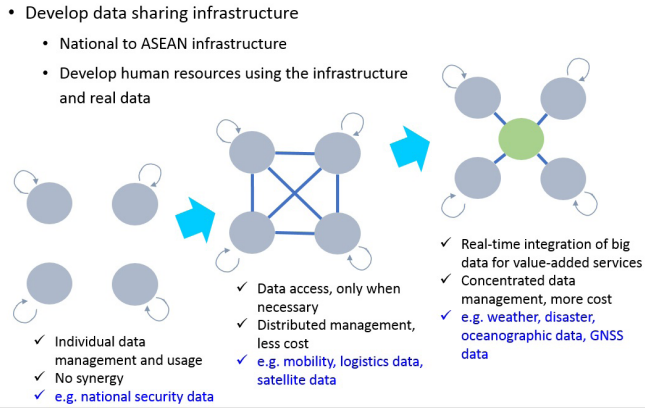 • Develop data sharing infrastructure
• National to ASEAN infrastructure
• Develop human resources using the infrastructure
and real data
✓ Individual data
management and usage
✓ No synergy
✓ e.g. national security data
✓ Data access, only when
necessary
✓ Distributed management,
less cost
✓ e.g. mobility, logistics data,
satellite data
✓ Real-time integration of big
data for value-added services
✓ Concentrated data
management, more cost
✓ e.g. weather, disaster,
oceanographic data, GNSS
data